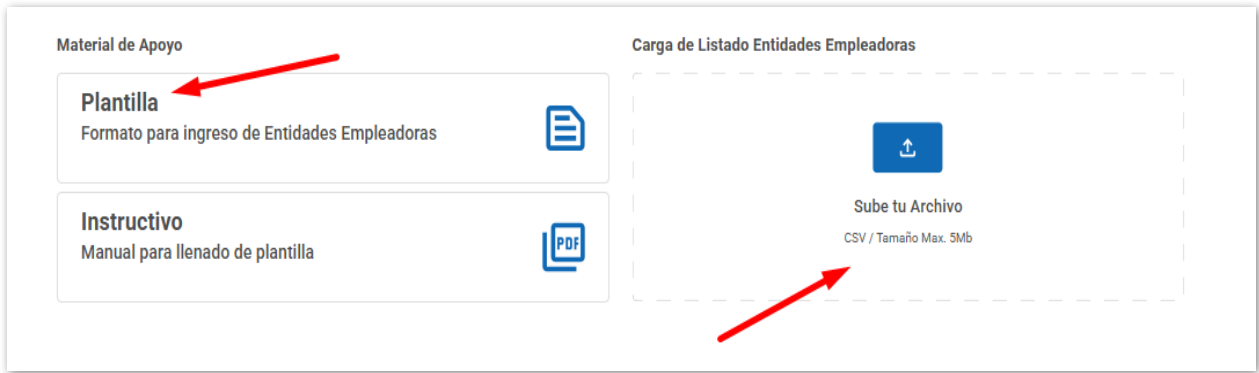 Material de Apoyo
Plantilla
Formato para ingreso de Entidades Empleadoras
Instructivo
Manual para llenado de plantilla
PDF
Carga de Listado Entidades Empleadoras
Sube tu Archivo
CSV / Tamaño Max. 5Mb